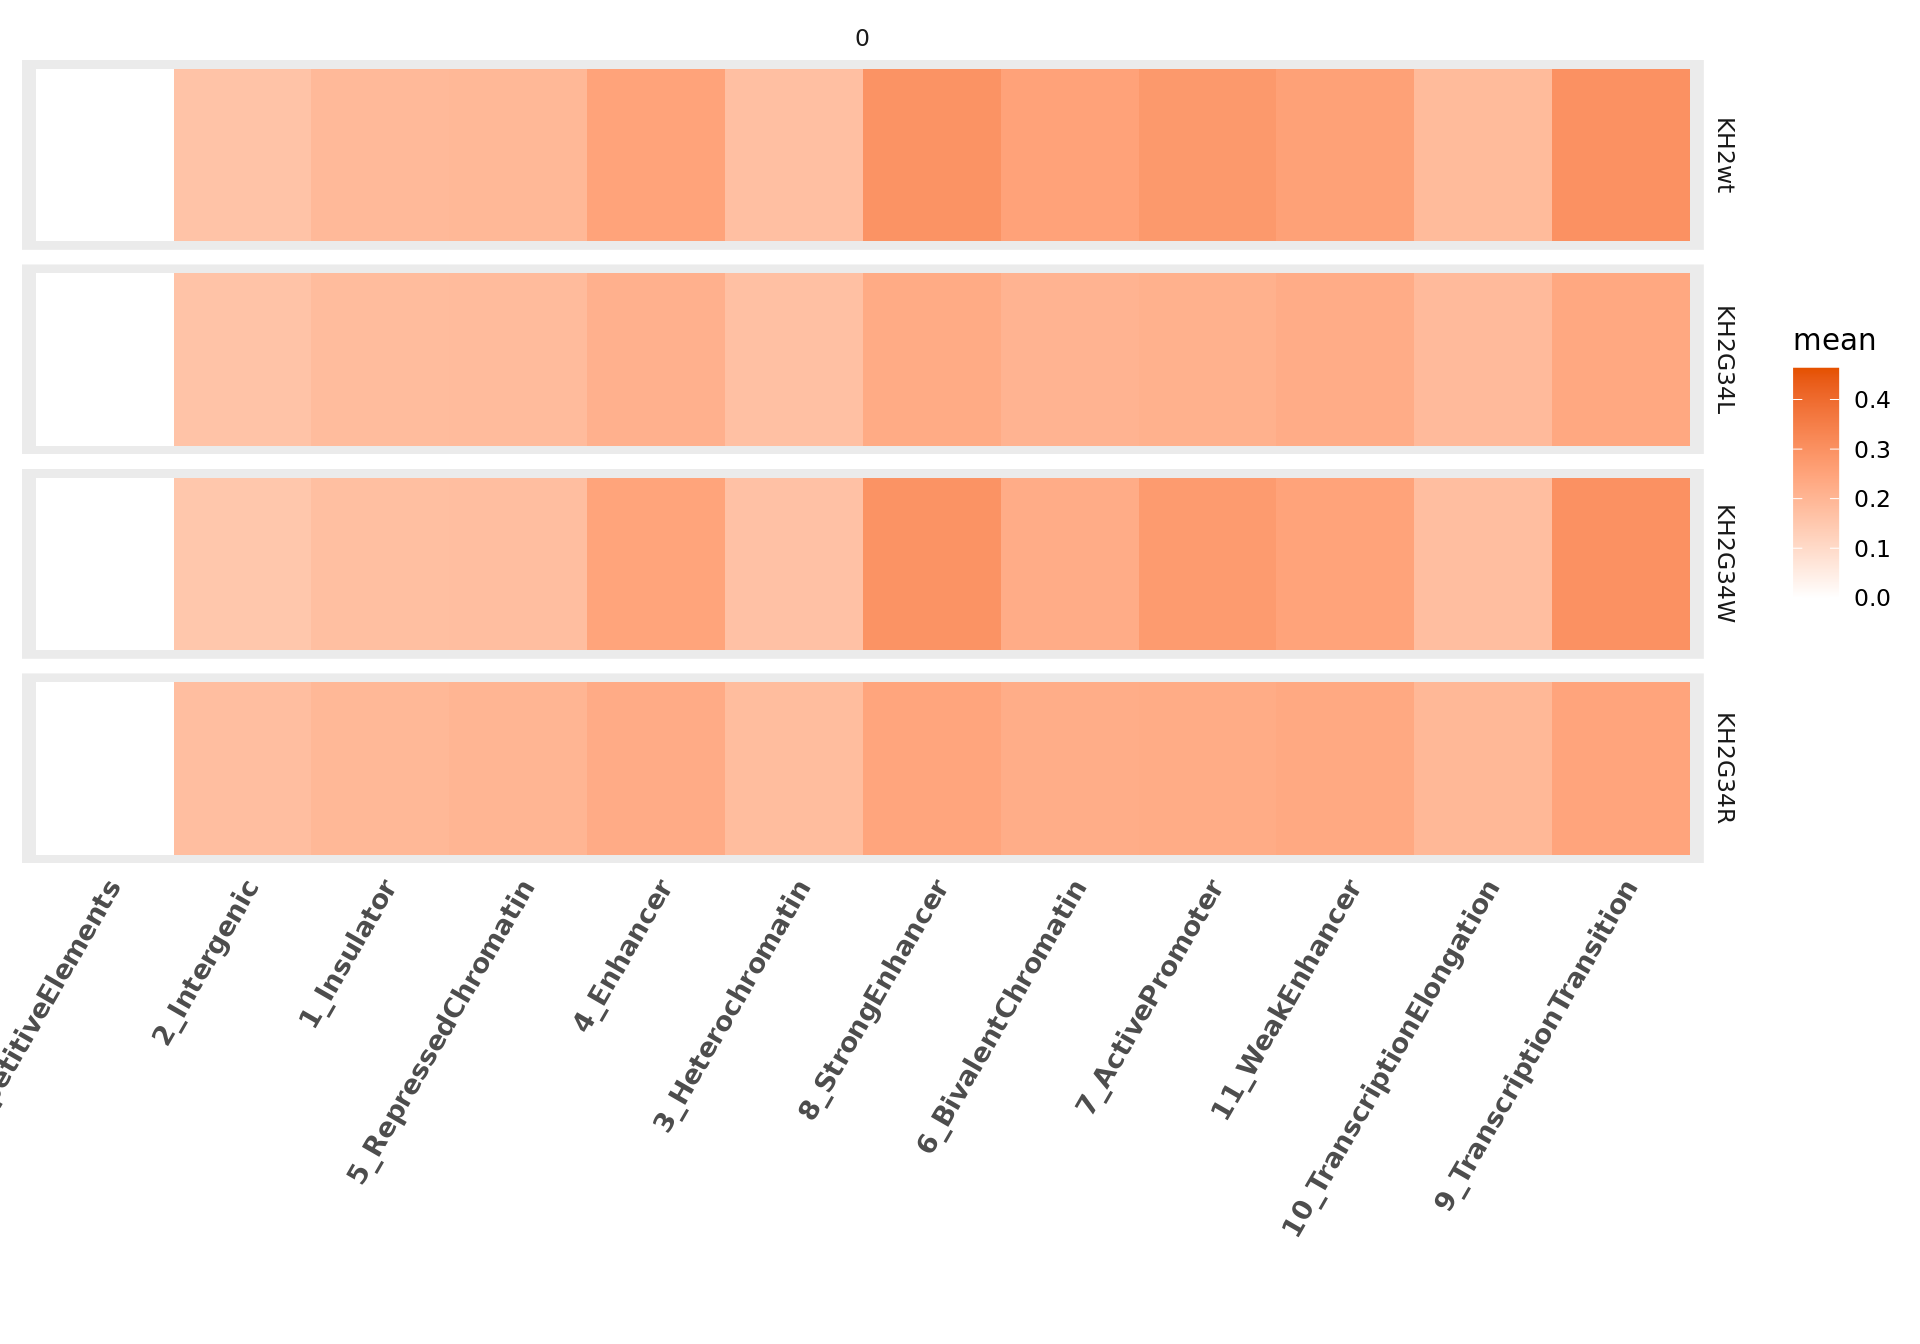 0
KH2wt
KH2G34L
KH2G34W
KH2G34R
mean
0.4
0.3
0.2
0.1
0.0
2_Intergenic
1_Insulator
5_RepressedChromatin
4_Enhancer
3_Heterochromatin
8_StrongEnhancer
6_BivalentChromatin
7_ActivePromoter
11_WeakEnhancer
10_TranscriptionElongation
9_TranscriptionTransition